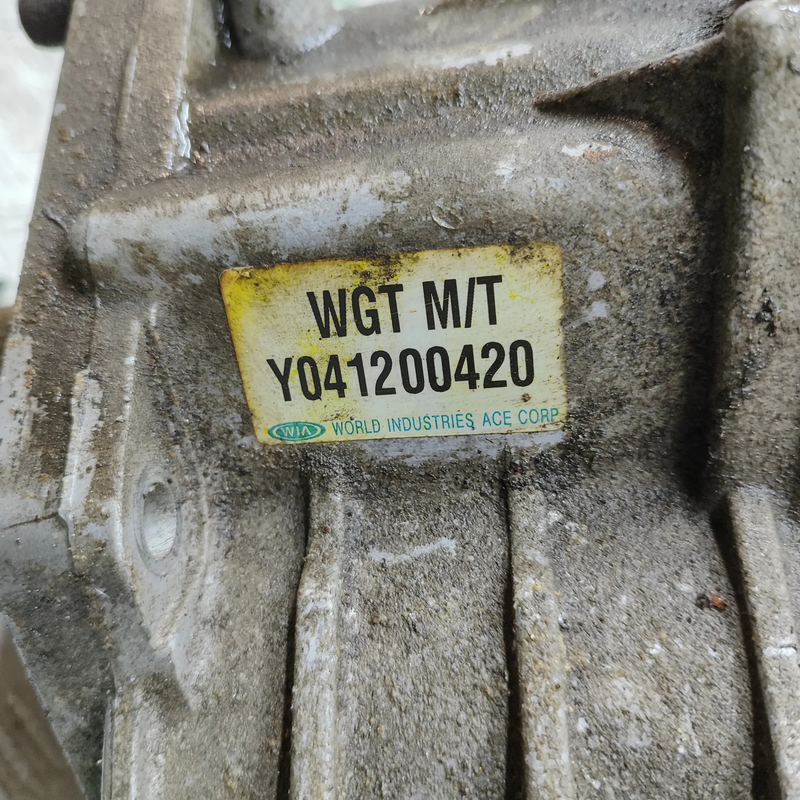 WGT M/T
Y041200420
WIA WORLD INDUSTRIES ACE CORP